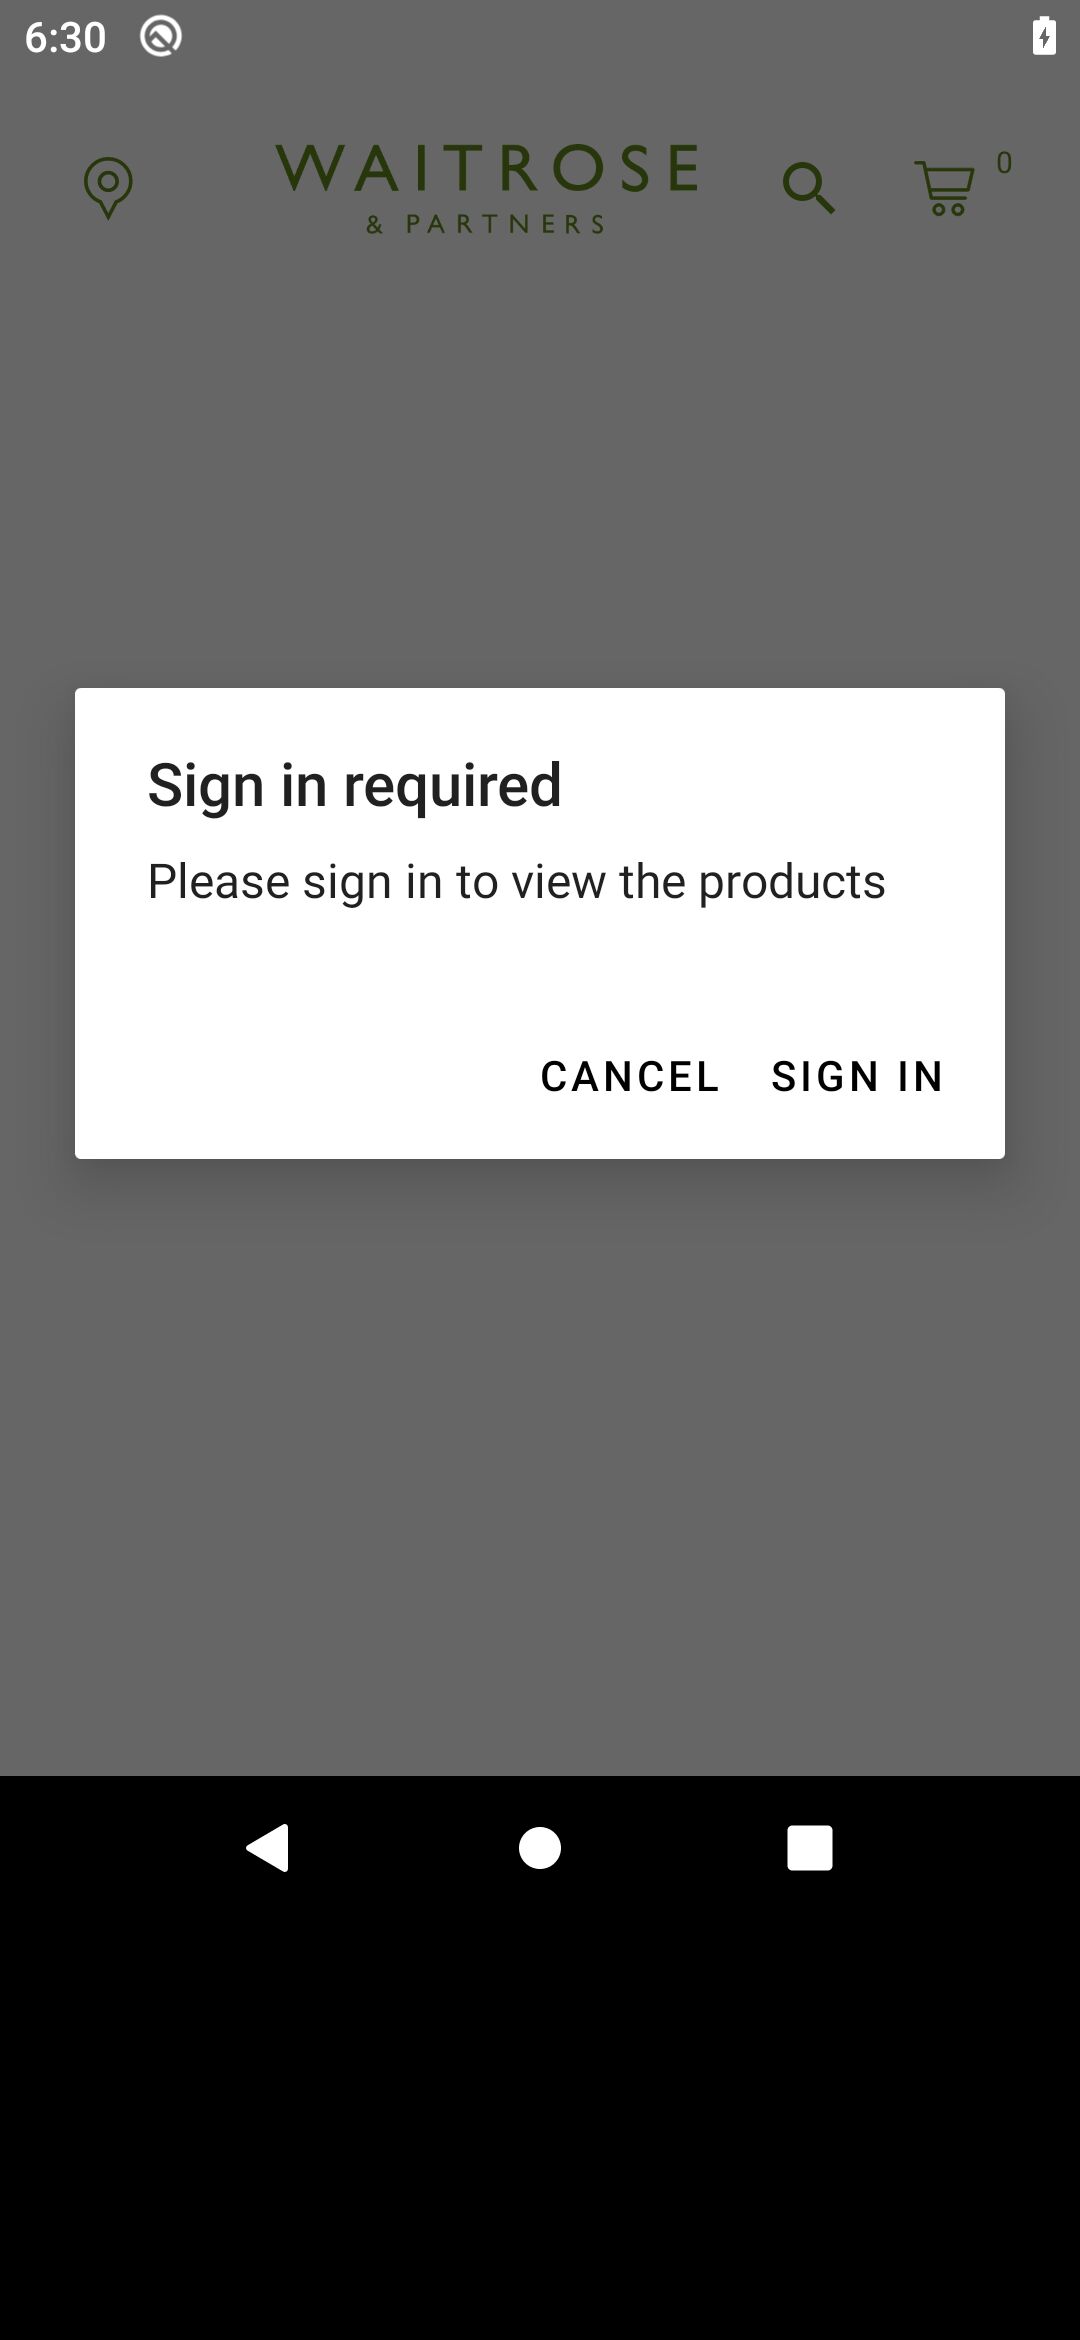 6:30
WAITROSE
& PARTNERS
0
Sign in required
Please sign in to view the products
CANCEL SIGN IN